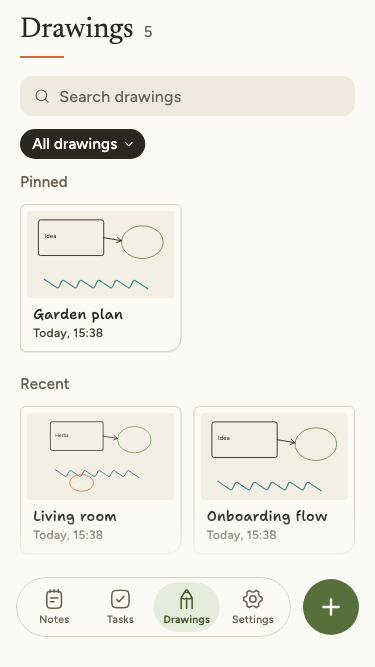 Drawings 5
Search drawings
All drawings
Pinned
Idea
Garden plan
Today, 15:38
Recent
Herbs
Living room
Today, 15:38
Idea
Onboarding flow
Today, 15:38
Notes
Tasks
Drawings
Settings